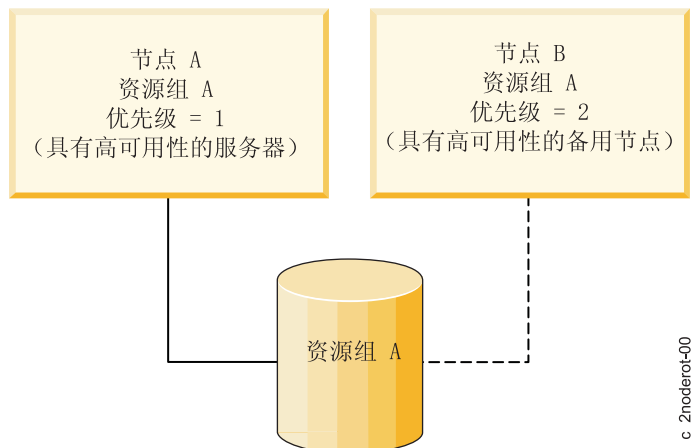 节点 A
资源组 A
优先级 = 1
（具有高可用性的服务器）
节点 B
资源组 A
优先级 = 2
（具有高可用性的备用节点）
资源组 A
c 2noderot-00